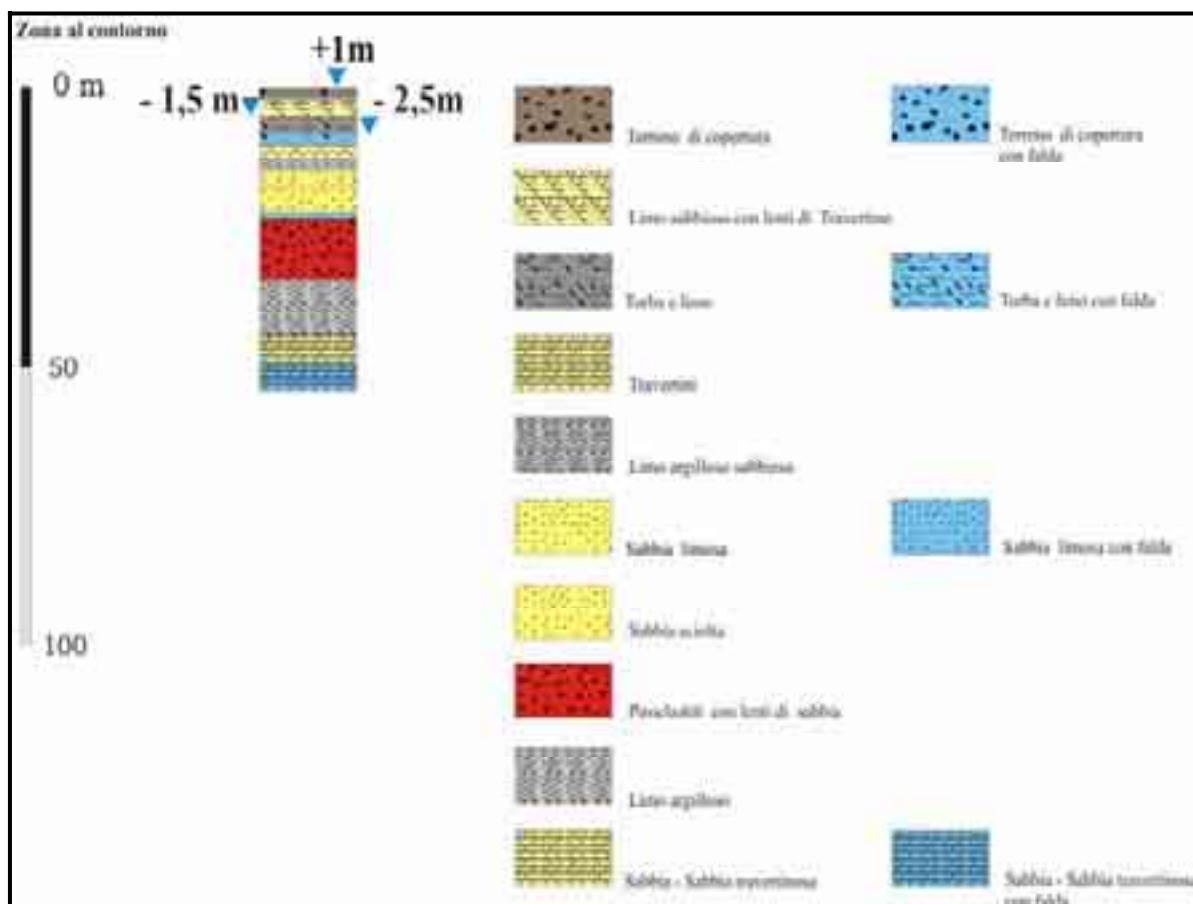 Zona al contorno
+1m
0 m
- 1,5 m
- 2,5m
50
100
Terreno di copertura
Terreno di copertura
con falda
Limo sabbioso con lenti di Travertino
Torba e limo
Torba e limo con falda
Travertini
Limo argilloso sabbioso
Sabbia limosa
Sabbia limosa con falda
Sabbia sciolta
Piroclastiti con lenti di sabbia
Limo argilloso
Sabbia - Sabbia travertinosa
Sabbia - Sabbia travertinosa
con falda